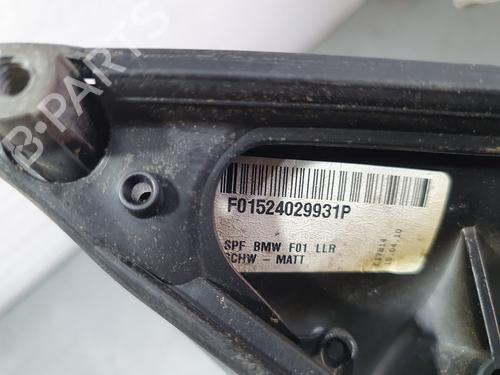 B-PARTS
F01524029931P
SPF BMW F01 LLR
SCHW - MATT